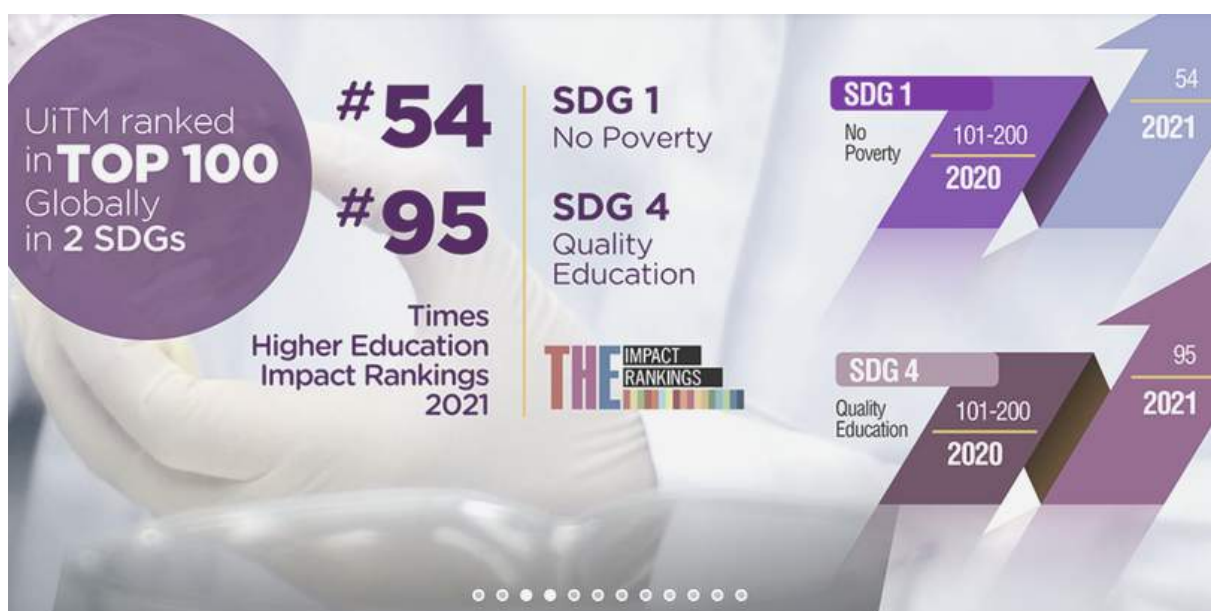 UiTM ranked
in TOP 100
Globally
in 2 SDGs
#54
#95
Times
Higher Education
Impact Rankings
2021
SDG 1
No Poverty
SDG 4
Quality
Education
THE IMPACT
RANKINGS
SDG 1
No
Poverty
101-200
2020
54
2021
SDG 4
Quality
Education
101-200
2020
95
2021